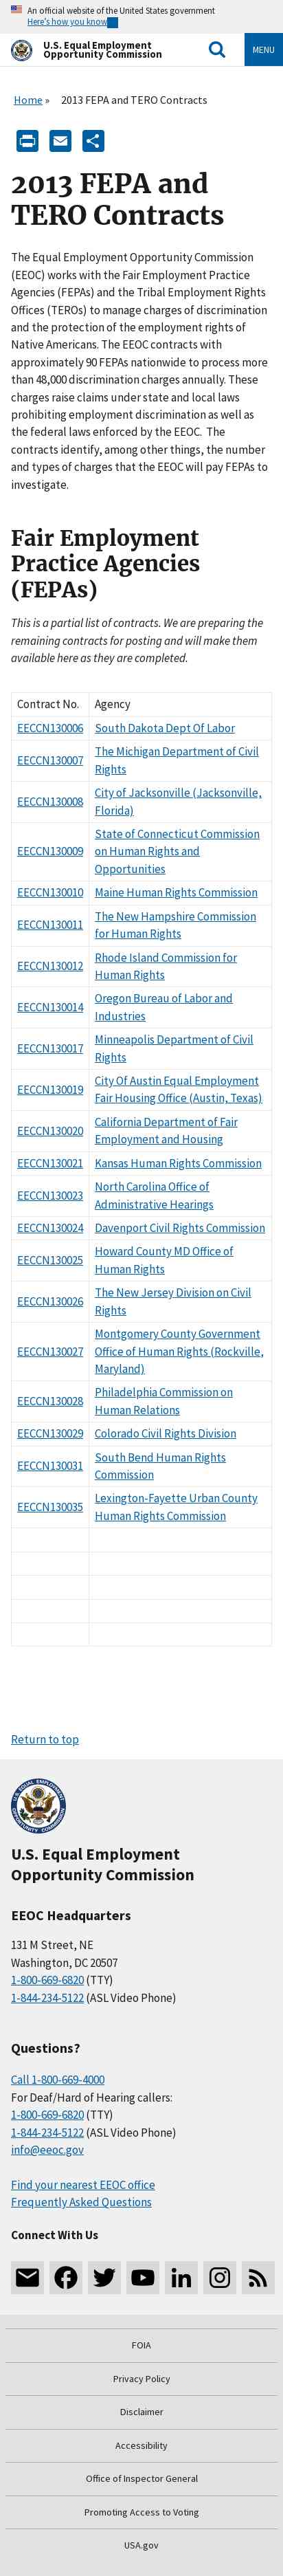 An official website of the United States government
Here's how you know
U.S. Equal Employment
Opportunity Commission
MENU
Home » 2013 FEPA and TERO Contracts
2013 FEPA and
TERO Contracts
The Equal Employment Opportunity Commission
(EEOC) works with the Fair Employment Practice
Agencies (FEPAs) and the Tribal Employment Rights
Offices (TEROs) to manage charges of discrimination
and the protection of the employment rights of
Native Americans. The EEOC contracts with
approximately 90 FEPAs nationwide to process more
than 48,000 discrimination charges annually. These
charges raise claims under state and local laws
prohibiting employment discrimination as well as
the federal laws enforced by the EEOC.  The
contracts identify, among other things, the number
and types of charges that the EEOC will pay FEPAs to
investigate.
Fair Employment
Practice Agencies
(FEPAs)
This is a partial list of contracts. We are preparing the
remaining contracts for posting and will make them
available here as they are completed.
Contract No. Agency
EECCN130006 South Dakota Dept Of Labor
EECCN130007 The Michigan Department of Civil
Rights
EECCN130008 City of Jacksonville (Jacksonville,
Florida)
EECCN130009 State of Connecticut Commission
on Human Rights and
Opportunities
EECCN130010 Maine Human Rights Commission
EECCN130011 The New Hampshire Commission
for Human Rights
EECCN130012 Rhode Island Commission for
Human Rights
EECCN130014 Oregon Bureau of Labor and
Industries
EECCN130017 Minneapolis Department of Civil
Rights
EECCN130019 City Of Austin Equal Employment
Fair Housing Office (Austin, Texas)
EECCN130020 California Department of Fair
Employment and Housing
EECCN130021 Kansas Human Rights Commission
EECCN130023 North Carolina Office of
Administrative Hearings
EECCN130024 Davenport Civil Rights Commission
EECCN130025 Howard County MD Office of
Human Rights
EECCN130026 The New Jersey Division on Civil
Rights
EECCN130027 Montgomery County Government
Office of Human Rights (Rockville,
Maryland)
EECCN130028 Philadelphia Commission on
Human Relations
EECCN130029 Colorado Civil Rights Division
EECCN130031 South Bend Human Rights
Commission
EECCN130035 Lexington-Fayette Urban County
Human Rights Commission
Return to top
U.S. Equal Employment
Opportunity Commission
EEOC Headquarters
131 M Street, NE
Washington, DC 20507
1-800-669-6820 (TTY)
1-844-234-5122 (ASL Video Phone)
Questions?
Call 1-800-669-4000
For Deaf/Hard of Hearing callers:
1-800-669-6820 (TTY)
1-844-234-5122 (ASL Video Phone)
info@eeoc.gov
Find your nearest EEOC office
Frequently Asked Questions
Connect With Us
FOIA
Privacy Policy
Disclaimer
Accessibility
Office of Inspector General
Promoting Access to Voting
USA.gov